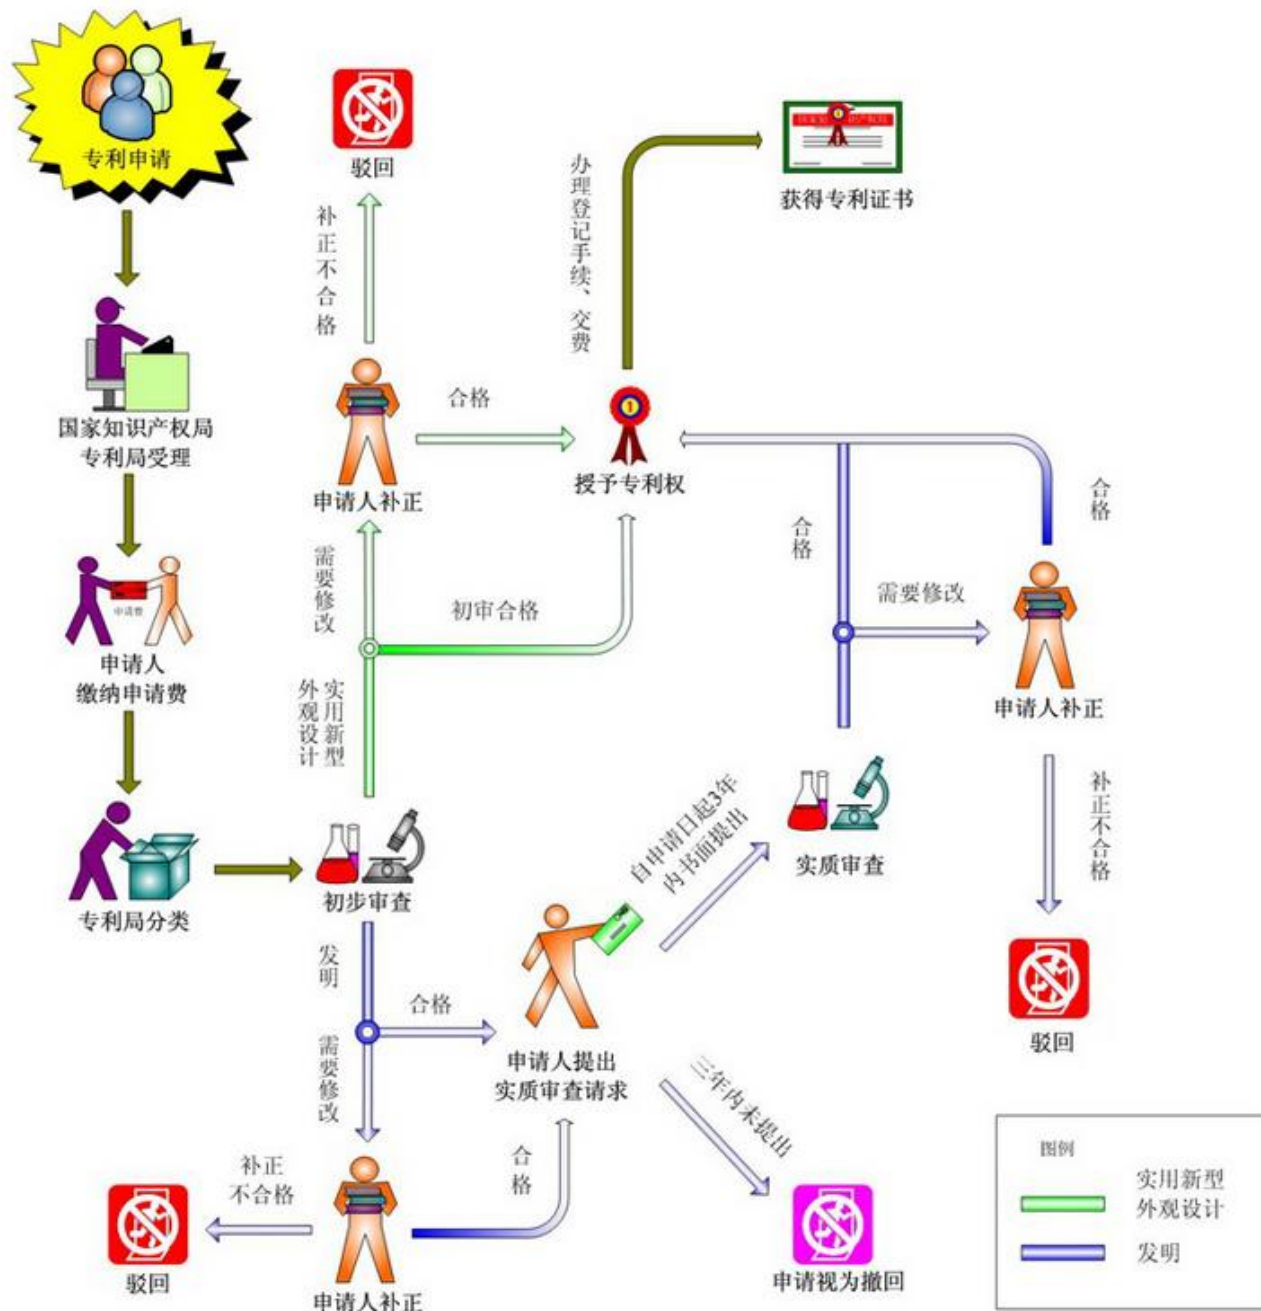 专利申请
国家知识产权局
专利局受理
申请费
申请人
缴纳申请费
专利局分类
初步审查
实用新型
外观设计
需要修改
初审合格
申请人补正
补正不合格
驳回
合格
授予专利权
办理登记手续、交费
获得专利证书
发明
合格
需要修改
申请人补正
补正
不合格
驳回
合格
申请人提出
实质审查请求
自申请日起3年
内书面提出
三年内未提出
申请视为撤回
实质审查
合格
需要修改
申请人补正
合格
补正不合格
驳回
图例
实用新型
外观设计
发明